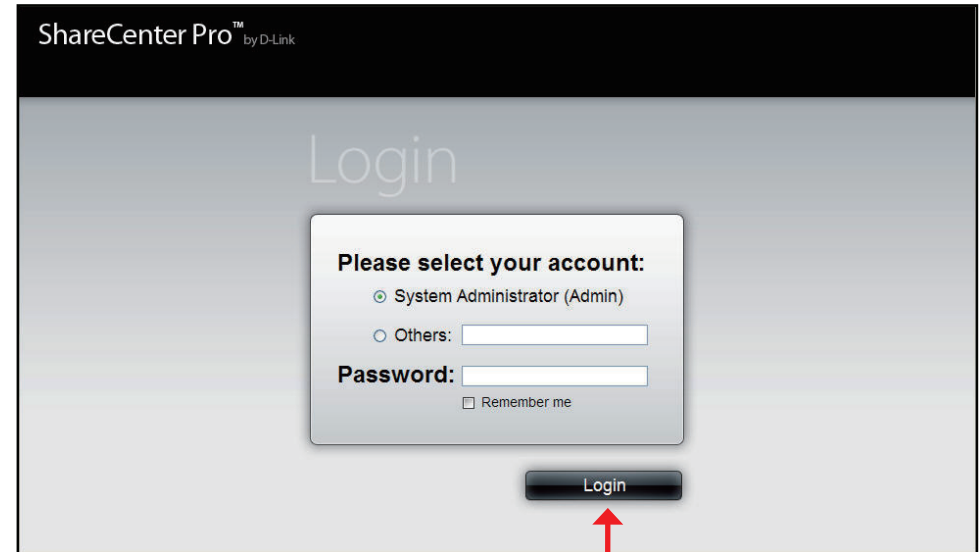 ShareCenter Pro™ by D-Link
Login
Please select your account:
System Administrator (Admin)
Others:
Password:
Remember me
Login